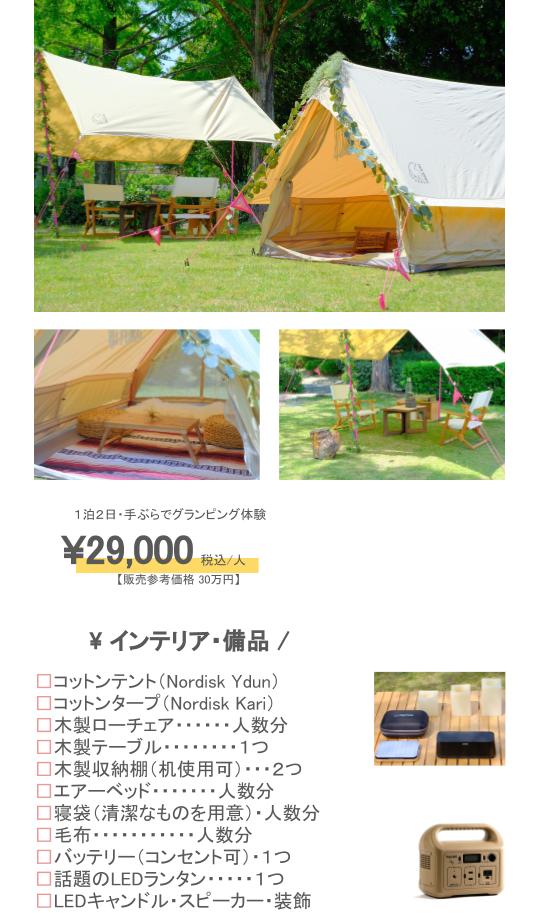 1泊2日・手ぶらでグランピング体験
¥29,000 税込/人
【販売参考価格 30万円】
¥ インテリア・備品 /
□コットンテント（Nordisk Ydun）
□コットンタープ（Nordisk Kari）
□木製ローチェア・・・・・・人数分
□木製テーブル・・・・・・・・1つ
□木製収納棚（机使用可）・・・2つ
□エアーベッド・・・・・・・人数分
□寝袋（清潔なものを用意）・人数分
□毛布・・・・・・・・・・・人数分
□バッテリー（コンセント可）・1つ
□話題のLEDランタン・・・・・1つ
□LEDキャンドル・スピーカー・装飾